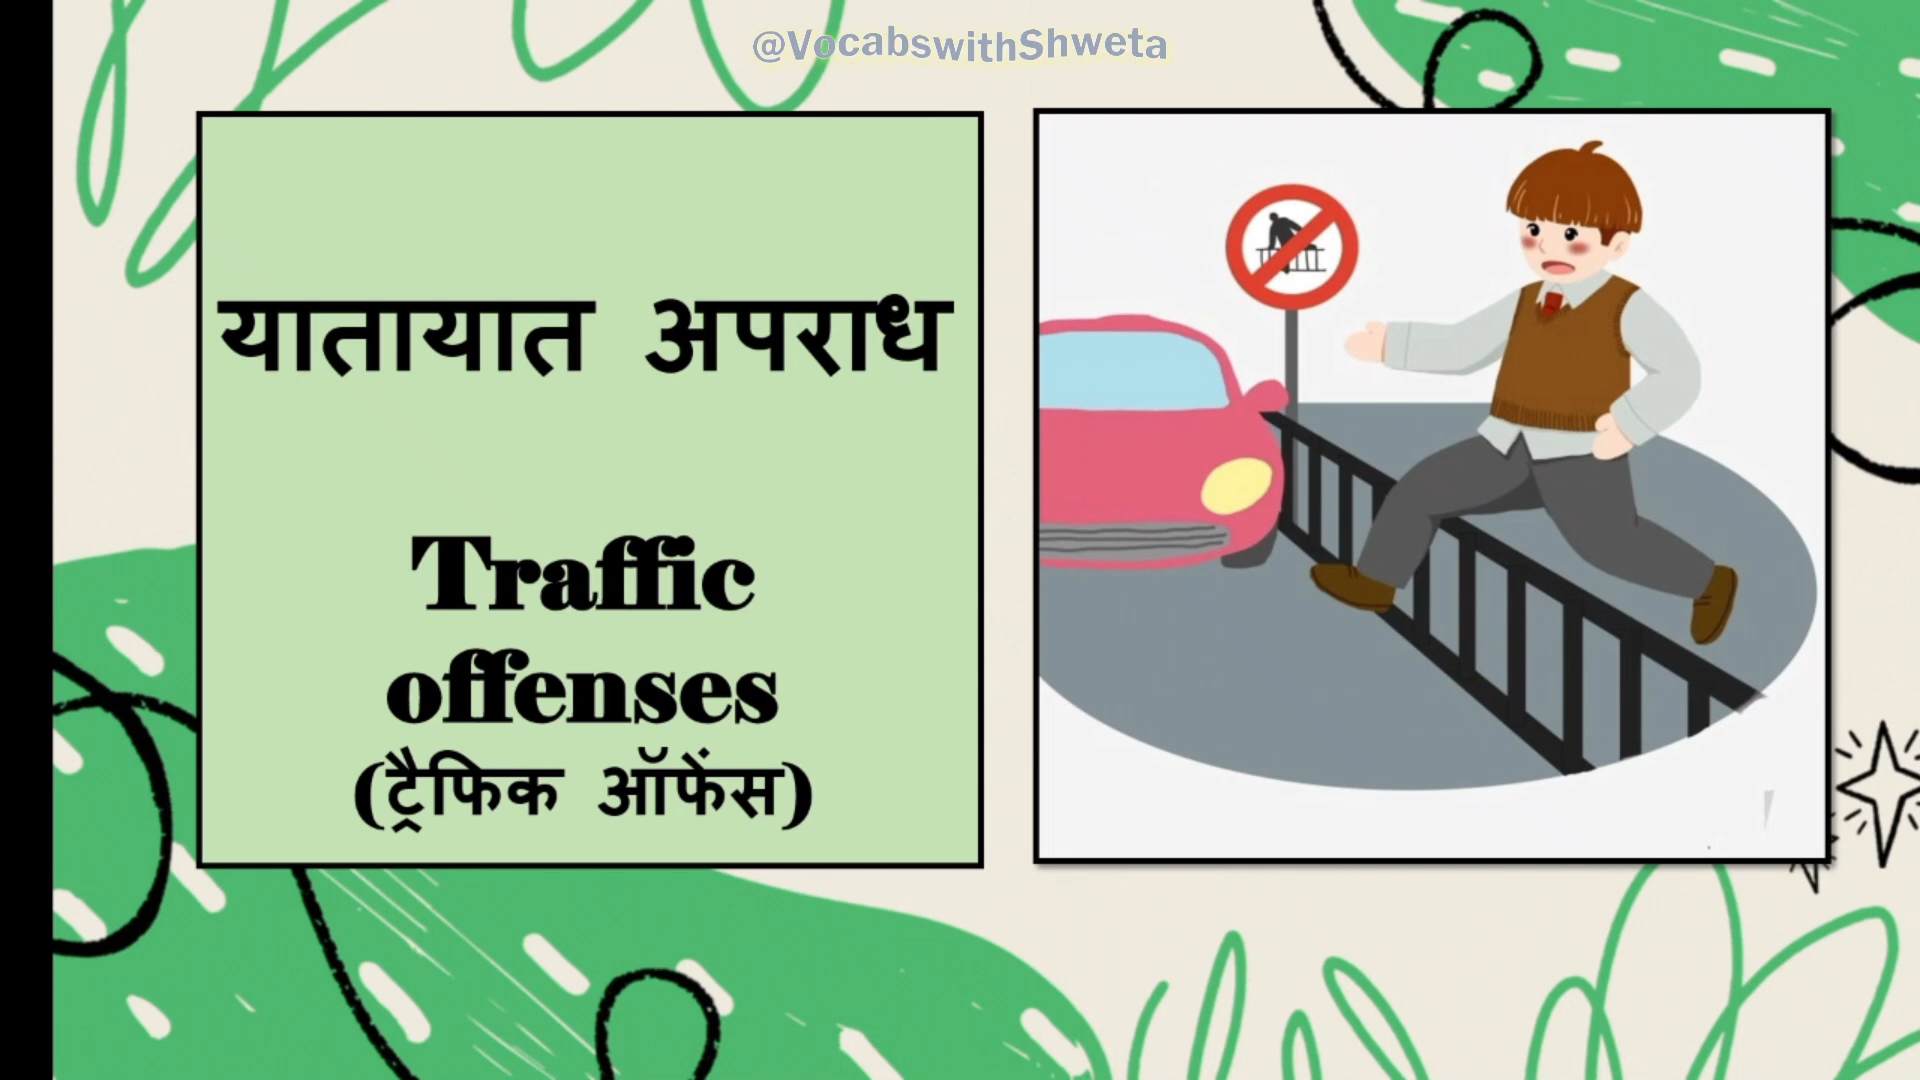 @VocabswithShweta
यातायात अपराध
Traffic
offenses
(ट्रैफिक ऑफेंस)